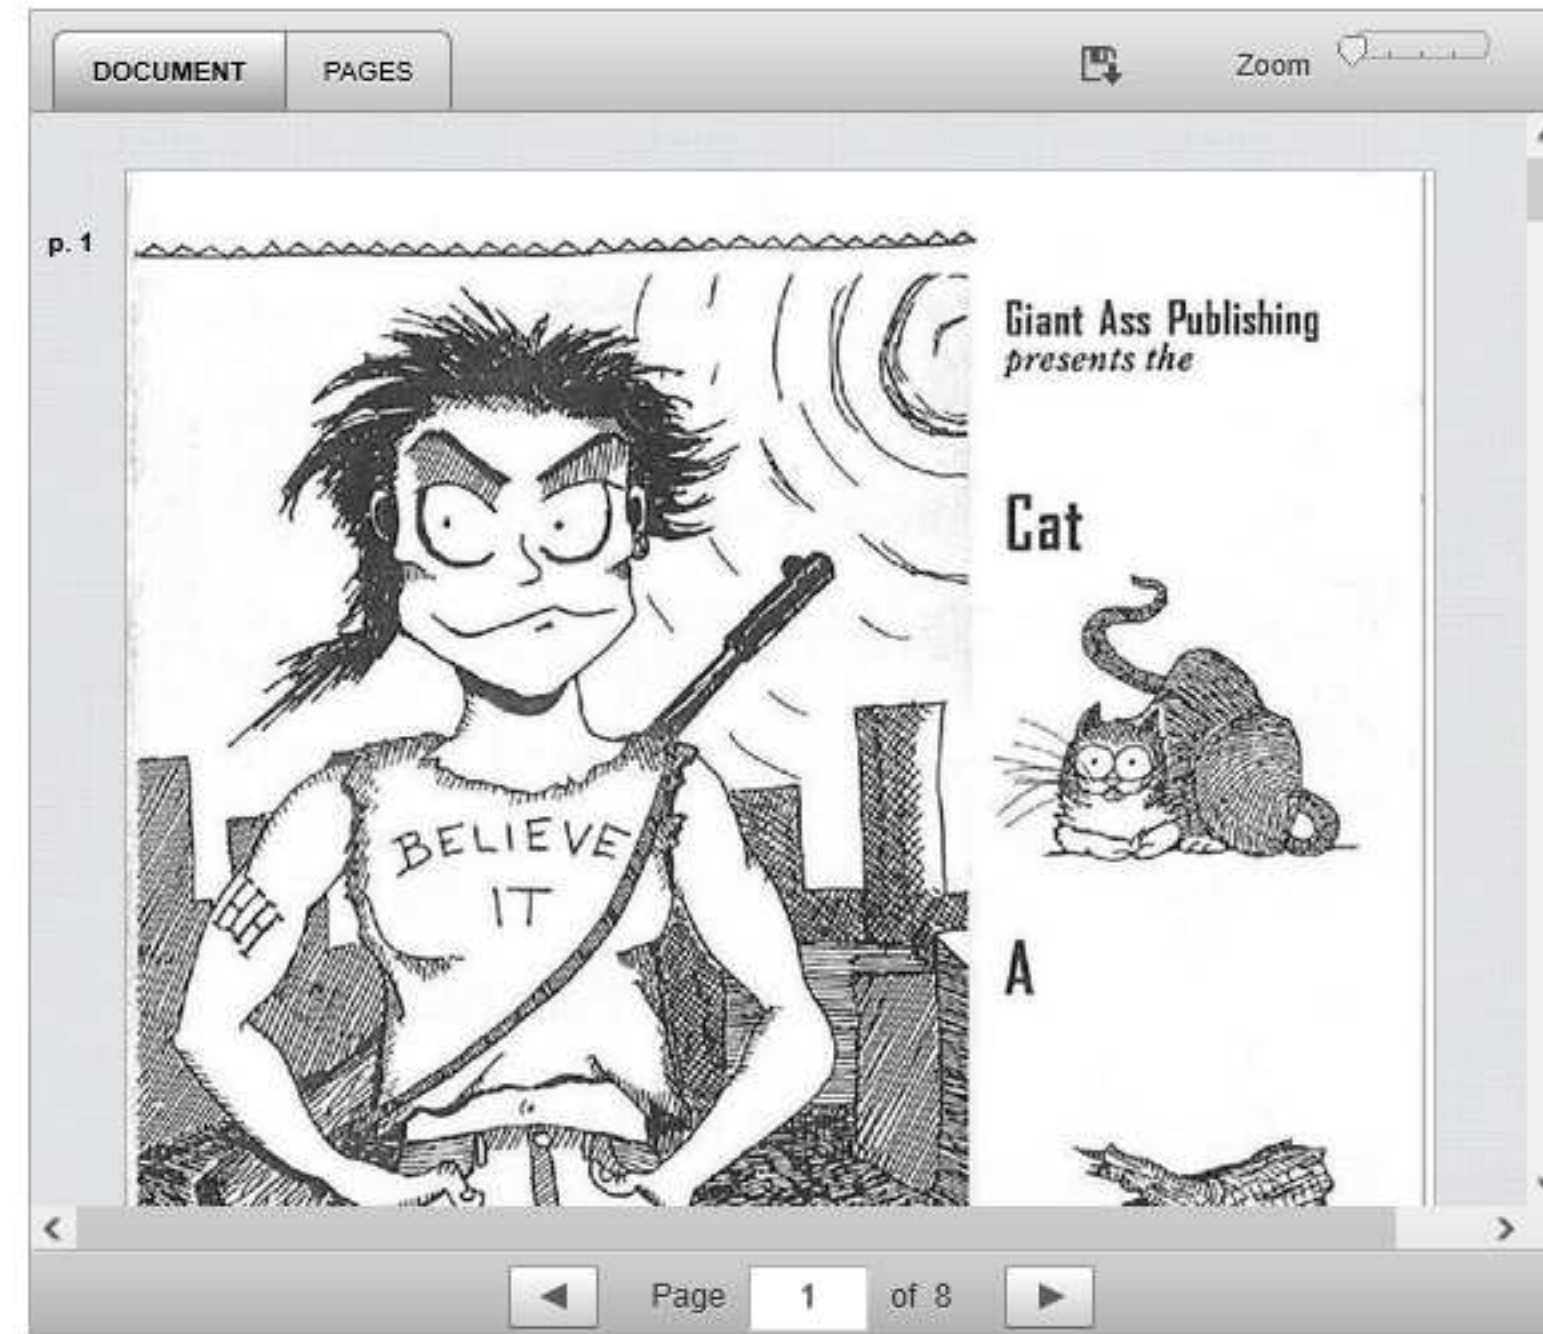 DOCUMENT
PAGES
Zoom
p. 1
Giant Ass Publishing
presents the
Cat
BELIEVE
IT
A
Page 1 of 8